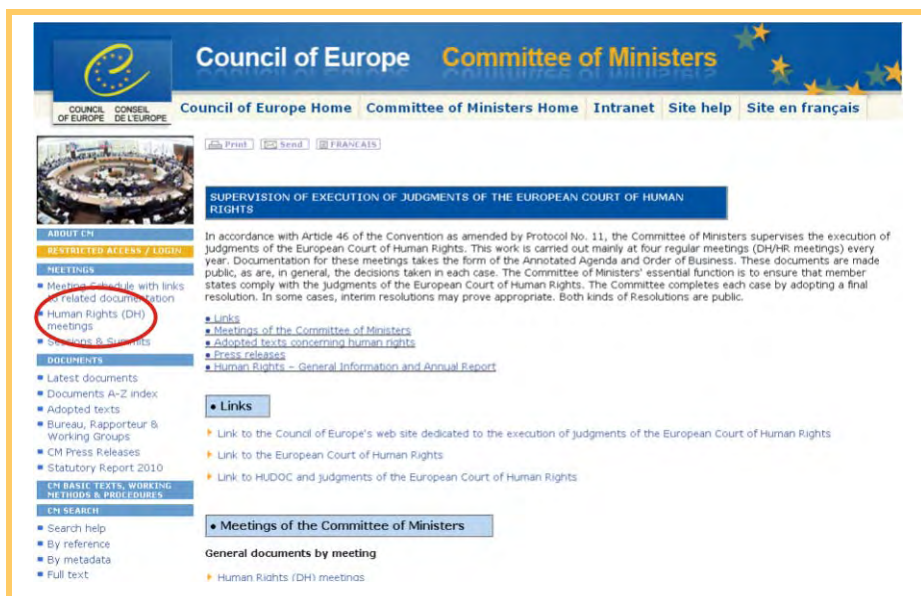 Council of Europe Committee of Ministers
COUNCIL CONSEIL
OF EUROPE DE L'EUROPE
Council of Europe Home Committee of Ministers Home Intranet Site help Site en français
Print Send FRANCAIS
ABOUT CM
RESTRICTED ACCESS / LOGIN
MEETINGS
Meeting Schedule with links
to related documentation
Human Rights (DH)
meetings
Sessions & Summits
DOCUMENTS
Latest documents
Documents A-Z index
Adopted texts
Bureau, Rapporteur &
Working Groups
CM Press Releases
Statutory Report 2010
CM BASIC TEXTS, WORKING
METHODS & PROCEDURES
CM SEARCH
Search help
By reference
By metadata
Full text
SUPERVISION OF EXECUTION OF JUDGMENTS OF THE EUROPEAN COURT OF HUMAN
RIGHTS
In accordance with Article 46 of the Convention as amended by Protocol No. 11, the Committee of Ministers supervises the execution of
judgments of the European Court of Human Rights. This work is carried out mainly at four regular meetings (DH/HR meetings) every
year. Documentation for these meetings takes the form of the Annotated Agenda and Order of Business. These documents are made
public, as are, in general, the decisions taken in each case. The Committee of Ministers' essential function is to ensure that member
states comply with the judgments of the European Court of Human Rights. The Committee completes each case by adopting a final
resolution. In some cases, interim resolutions may prove appropriate. Both kinds of Resolutions are public.
• Links
• Meetings of the Committee of Ministers
• Adopted texts concerning human rights
• Press releases
• Human Rights – General Information and Annual Report
• Links
Link to the Council of Europe's web site dedicated to the execution of judgments of the European Court of Human Rights
Link to the European Court of Human Rights
Link to HUDOC and judgments of the European Court of Human Rights
• Meetings of the Committee of Ministers
General documents by meeting
Human Rights (DH) meetings